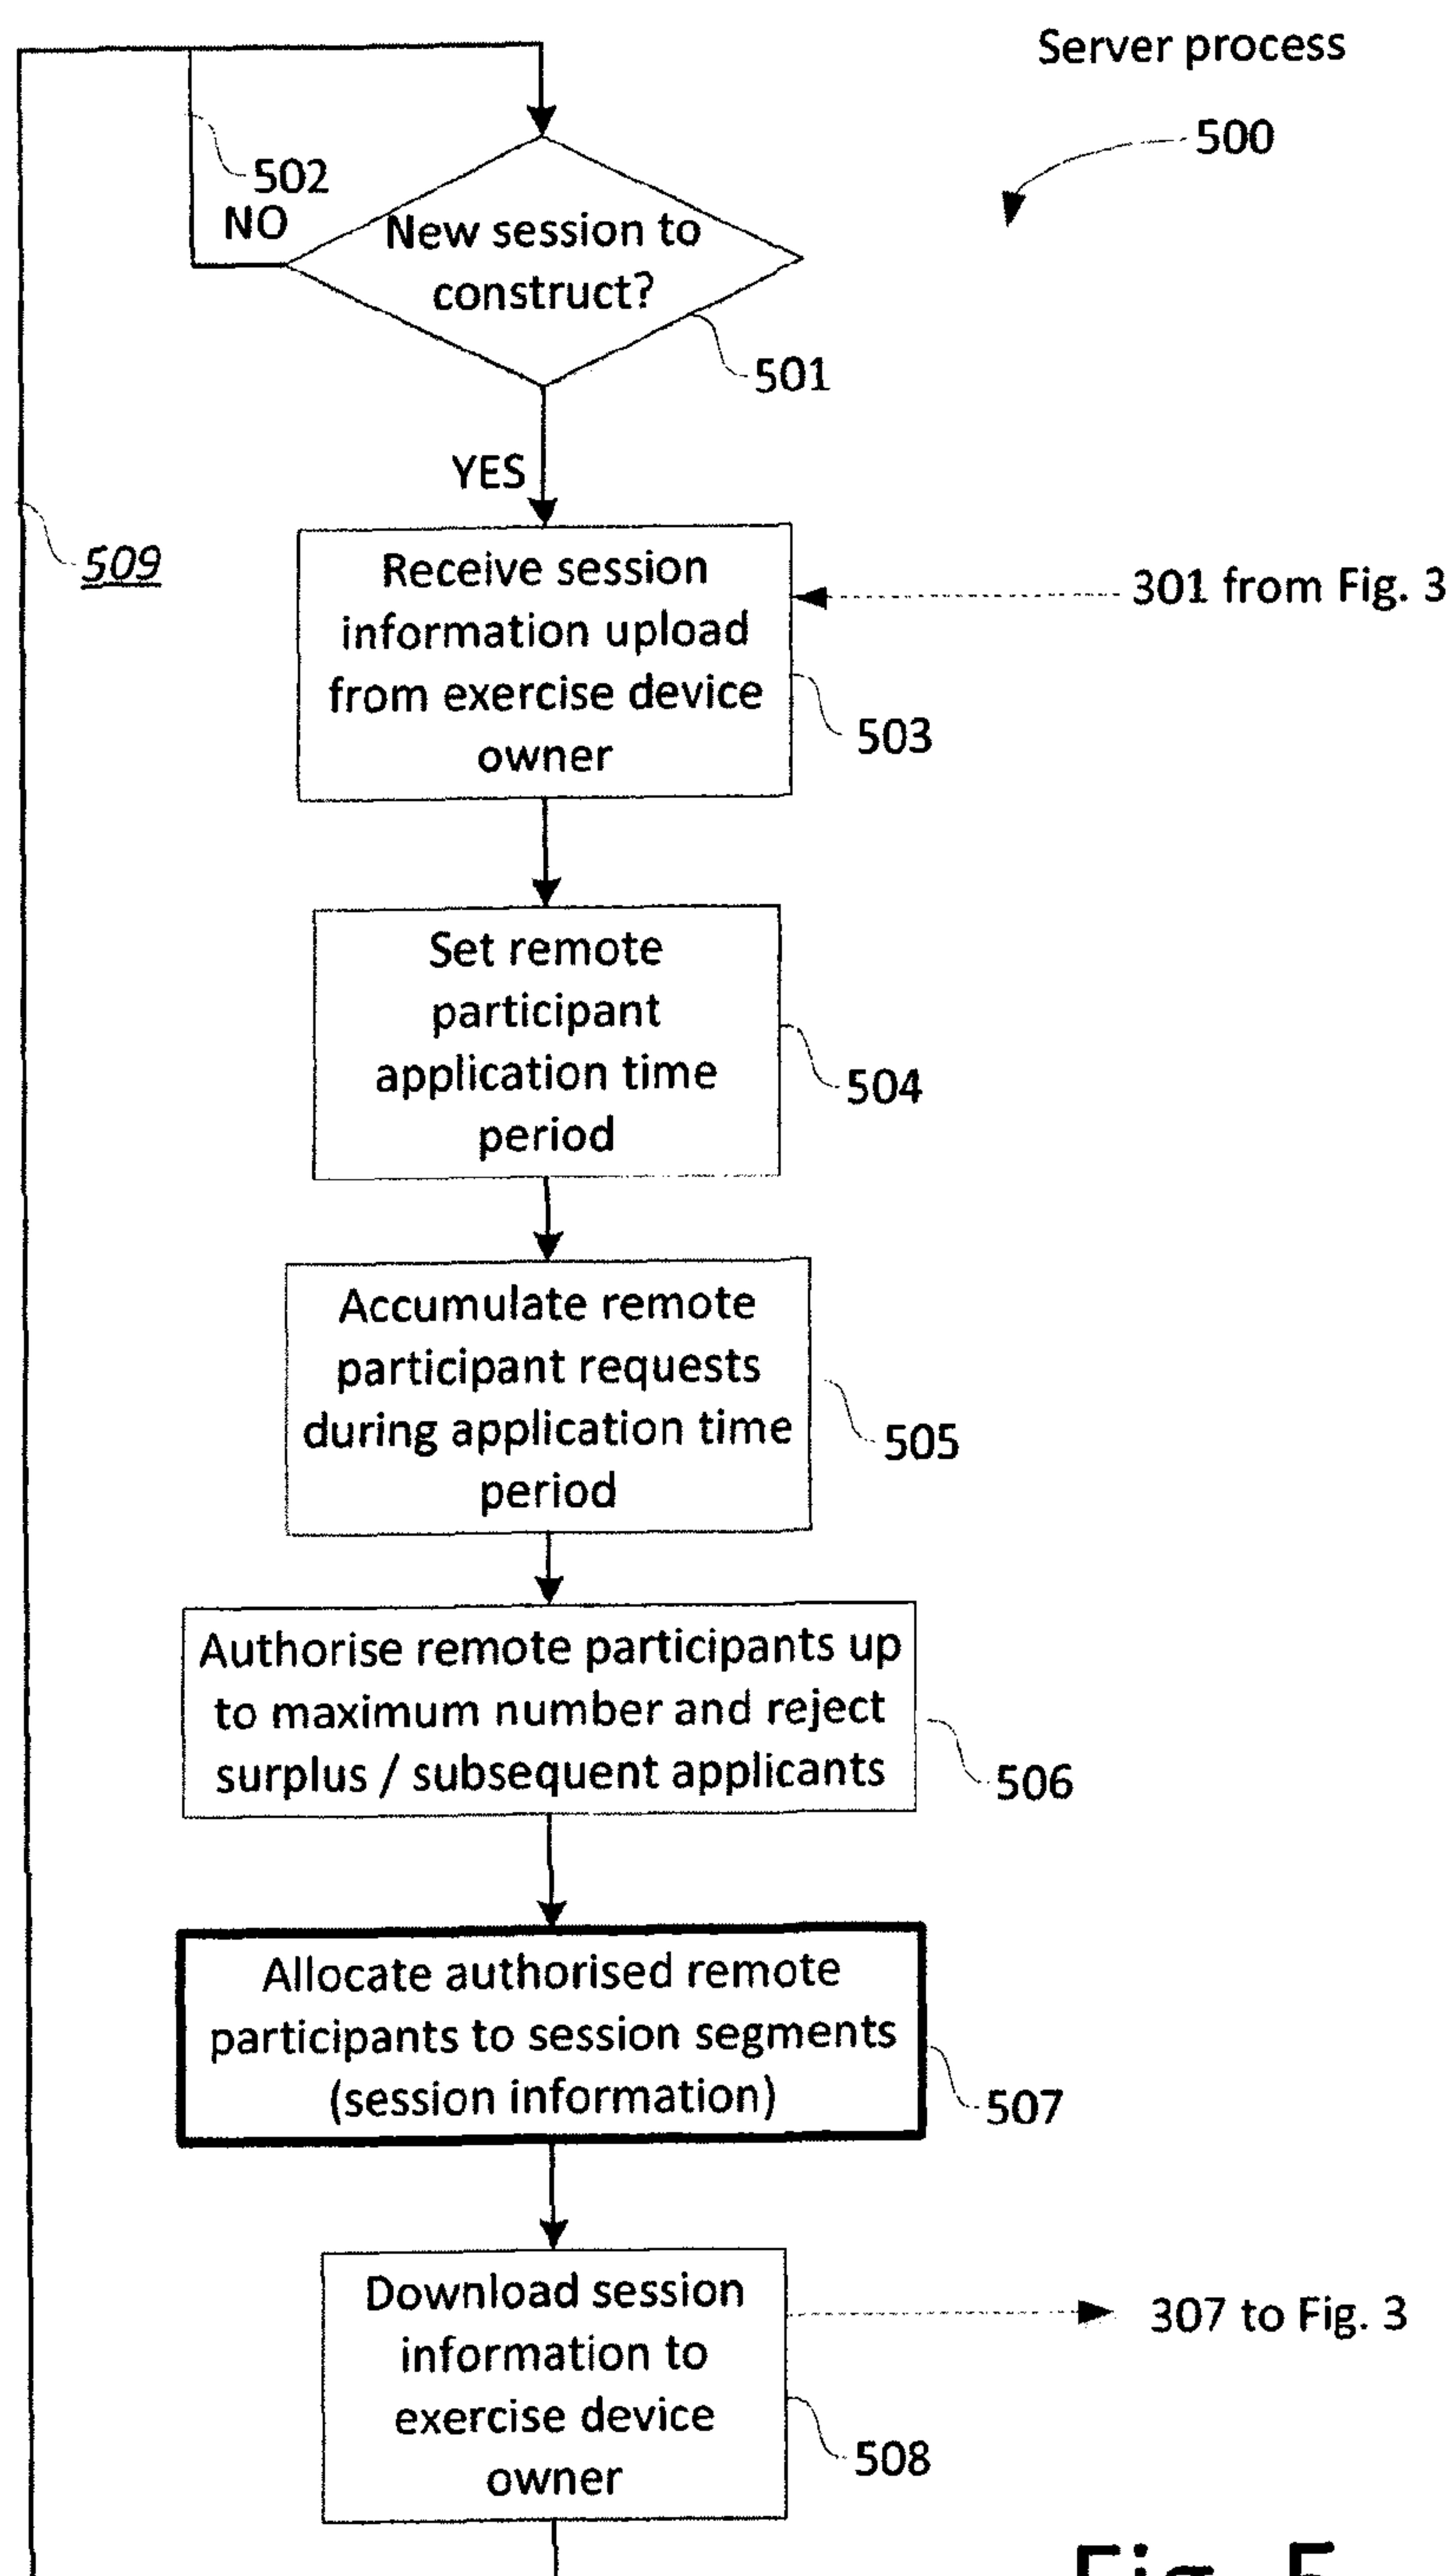 Server process
500
502
NO
New session to
construct?
501
YES
509
Receive session
information upload
from exercise device
owner
301 from Fig. 3
503
Set remote
participant
application time
period
504
Accumulate remote
participant requests
during application time
period
505
Authorise remote participants up
to maximum number and reject
surplus / subsequent applicants
506
Allocate authorised remote
participants to session segments
(session information)
507
Download session
information to
exercise device
owner
307 to Fig. 3
508
Fig. 5